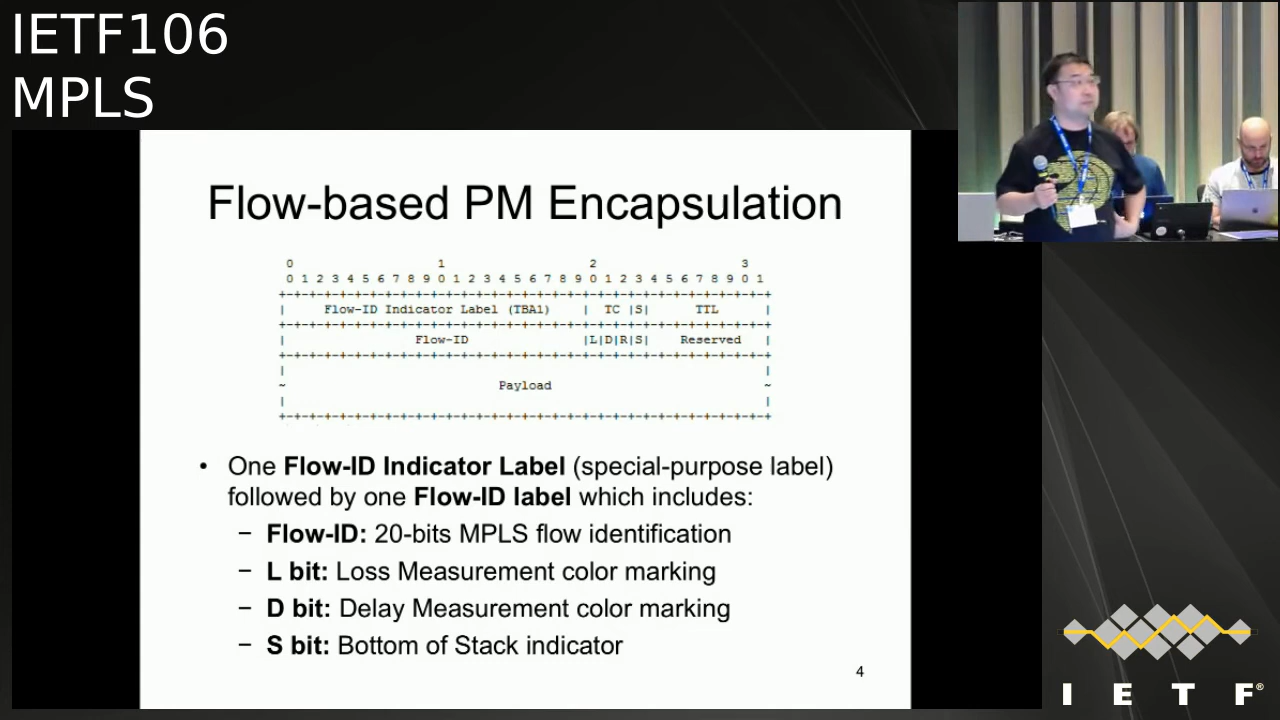 IETF106
MPLS
Flow-based PM Encapsulation
0                   1                   2                   3
0 1 2 3 4 5 6 7 8 9 0 1 2 3 4 5 6 7 8 9 0 1 2 3 4 5 6 7 8 9 0 1
+-+-+-+-+-+-+-+-+-+-+-+-+-+-+-+-+-+-+-+-+-+-+-+-+-+-+-+-+-+-+-+-+
| Flow-ID Indicator Label (TBA1) | TC |S| TTL |
+-+-+-+-+-+-+-+-+-+-+-+-+-+-+-+-+-+-+-+-+-+-+-+-+-+-+-+-+-+-+-+-+
| Flow-ID |L|D|R|S| Reserved |
+-+-+-+-+-+-+-+-+-+-+-+-+-+-+-+-+-+-+-+-+-+-+-+-+-+-+-+-+-+-+-+-+
| |
~ Payload ~
| |
+-+-+-+-+-+-+-+-+-+-+-+-+-+-+-+-+-+-+-+-+-+-+-+-+-+-+-+-+-+-+-+-+
• One Flow-ID Indicator Label (special-purpose label)
followed by one Flow-ID label which includes:
– Flow-ID: 20-bits MPLS flow identification
– L bit: Loss Measurement color marking
– D bit: Delay Measurement color marking
– S bit: Bottom of Stack indicator
4
I E T F®